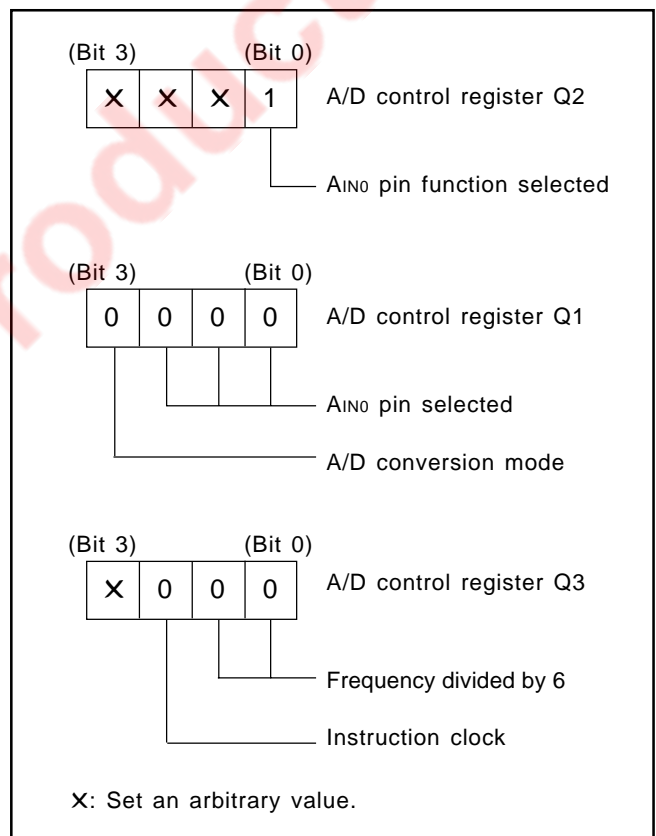 (Bit 3) (Bit 0)
✕ ✕ ✕ 1 A/D control register Q2
AIN0 pin function selected
(Bit 3) (Bit 0)
0 0 0 0 A/D control register Q1
AIN0 pin selected
A/D conversion mode
(Bit 3) (Bit 0)
✕ 0 0 0 A/D control register Q3
Frequency divided by 6
Instruction clock
✕: Set an arbitrary value.